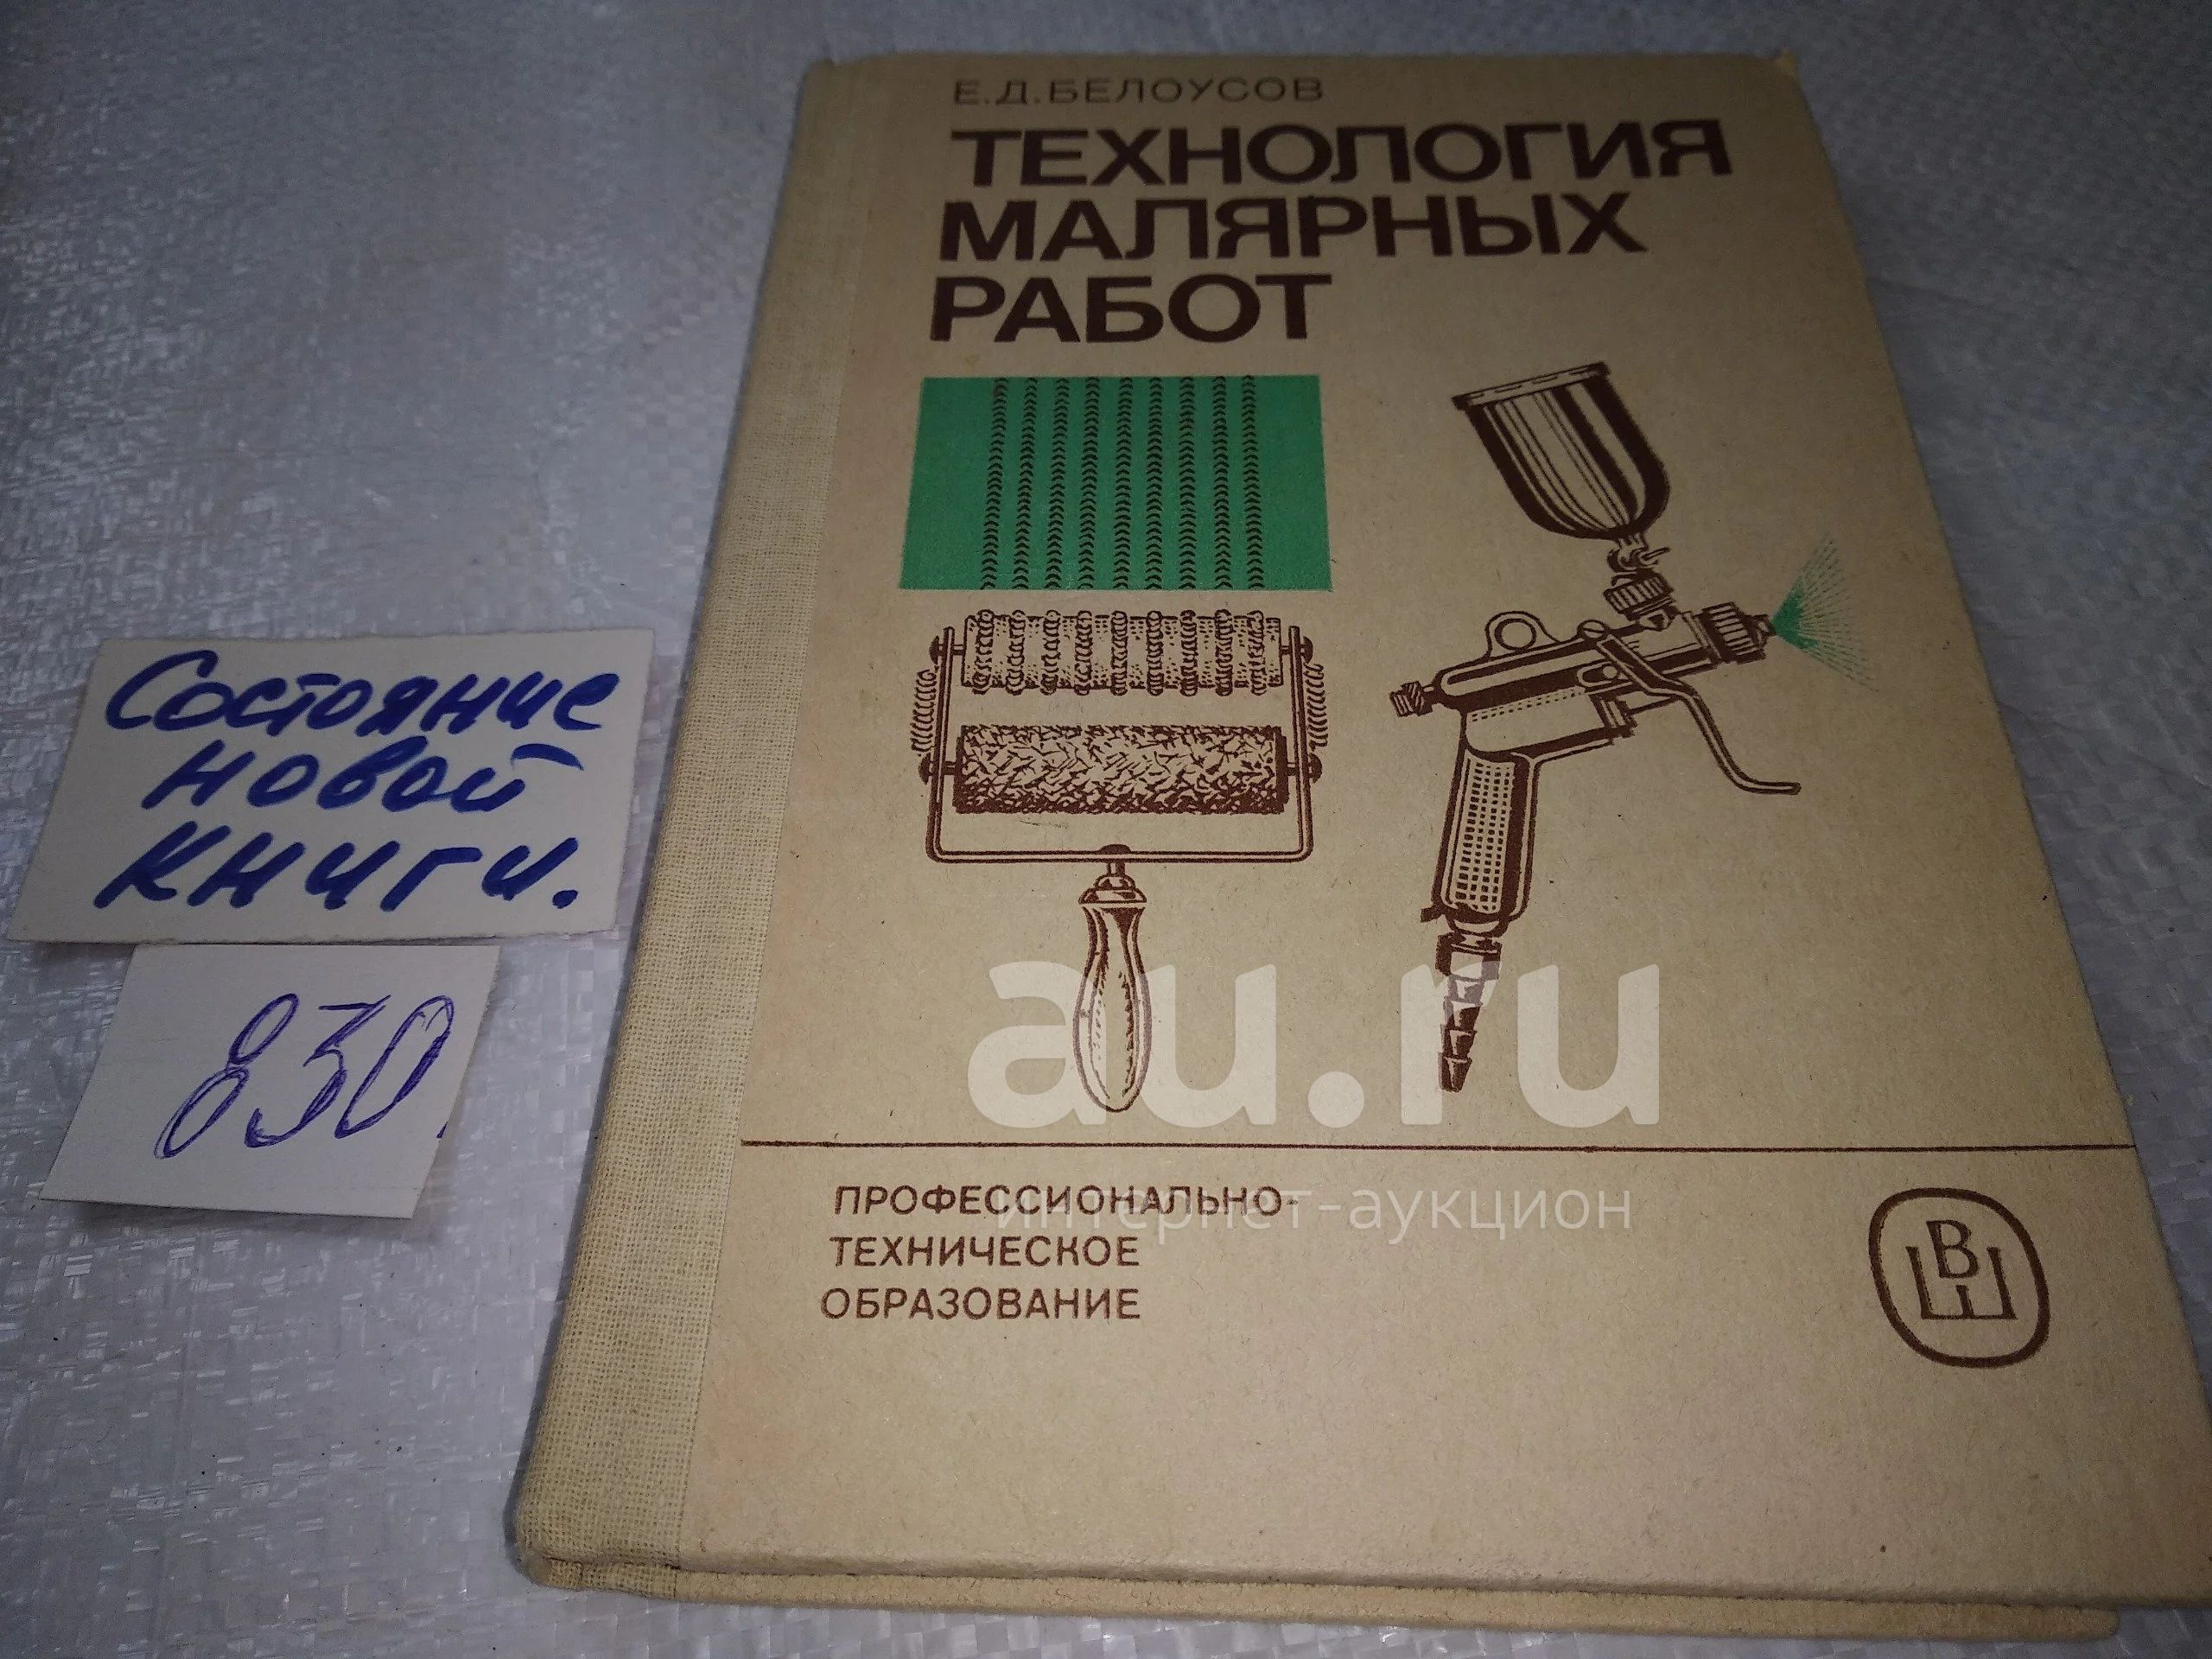 Е.Д.БЕЛОУСОВ
ТЕХНОЛОГИЯ
МАЛЯРНЫХ
РАБОТ
Состояние
новой
книги.
830.
au.ru
интернет-аукцион
ПРОФЕССИОНАЛЬНО-
ТЕХНИЧЕСКОЕ
ОБРАЗОВАНИЕ
ВШ